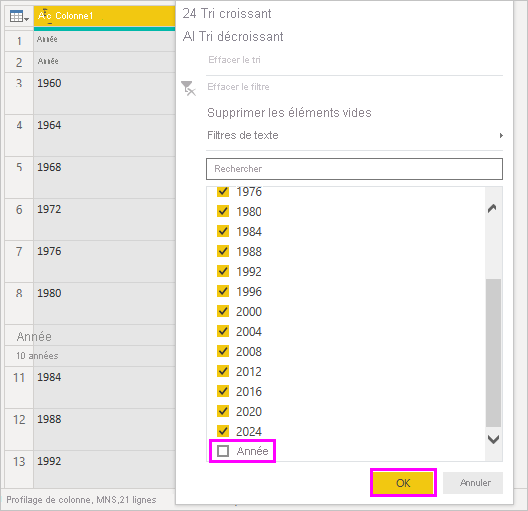 Colonne1
1 Année
2 Année
3 1960
4 1964
5 1968
6 1972
7 1976
8 1980
Année
10 années
11 1984
12 1988
13 1992
Profilage de colonne, MNS,21 lignes
24 Tri croissant
AI Tri décroissant
Effacer le tri
Effacer le filtre
Supprimer les éléments vides
Filtres de texte
Rechercher
1976
1980
1984
1988
1992
1996
2000
2004
2008
2012
2016
2020
2024
Année
OK
Annuler